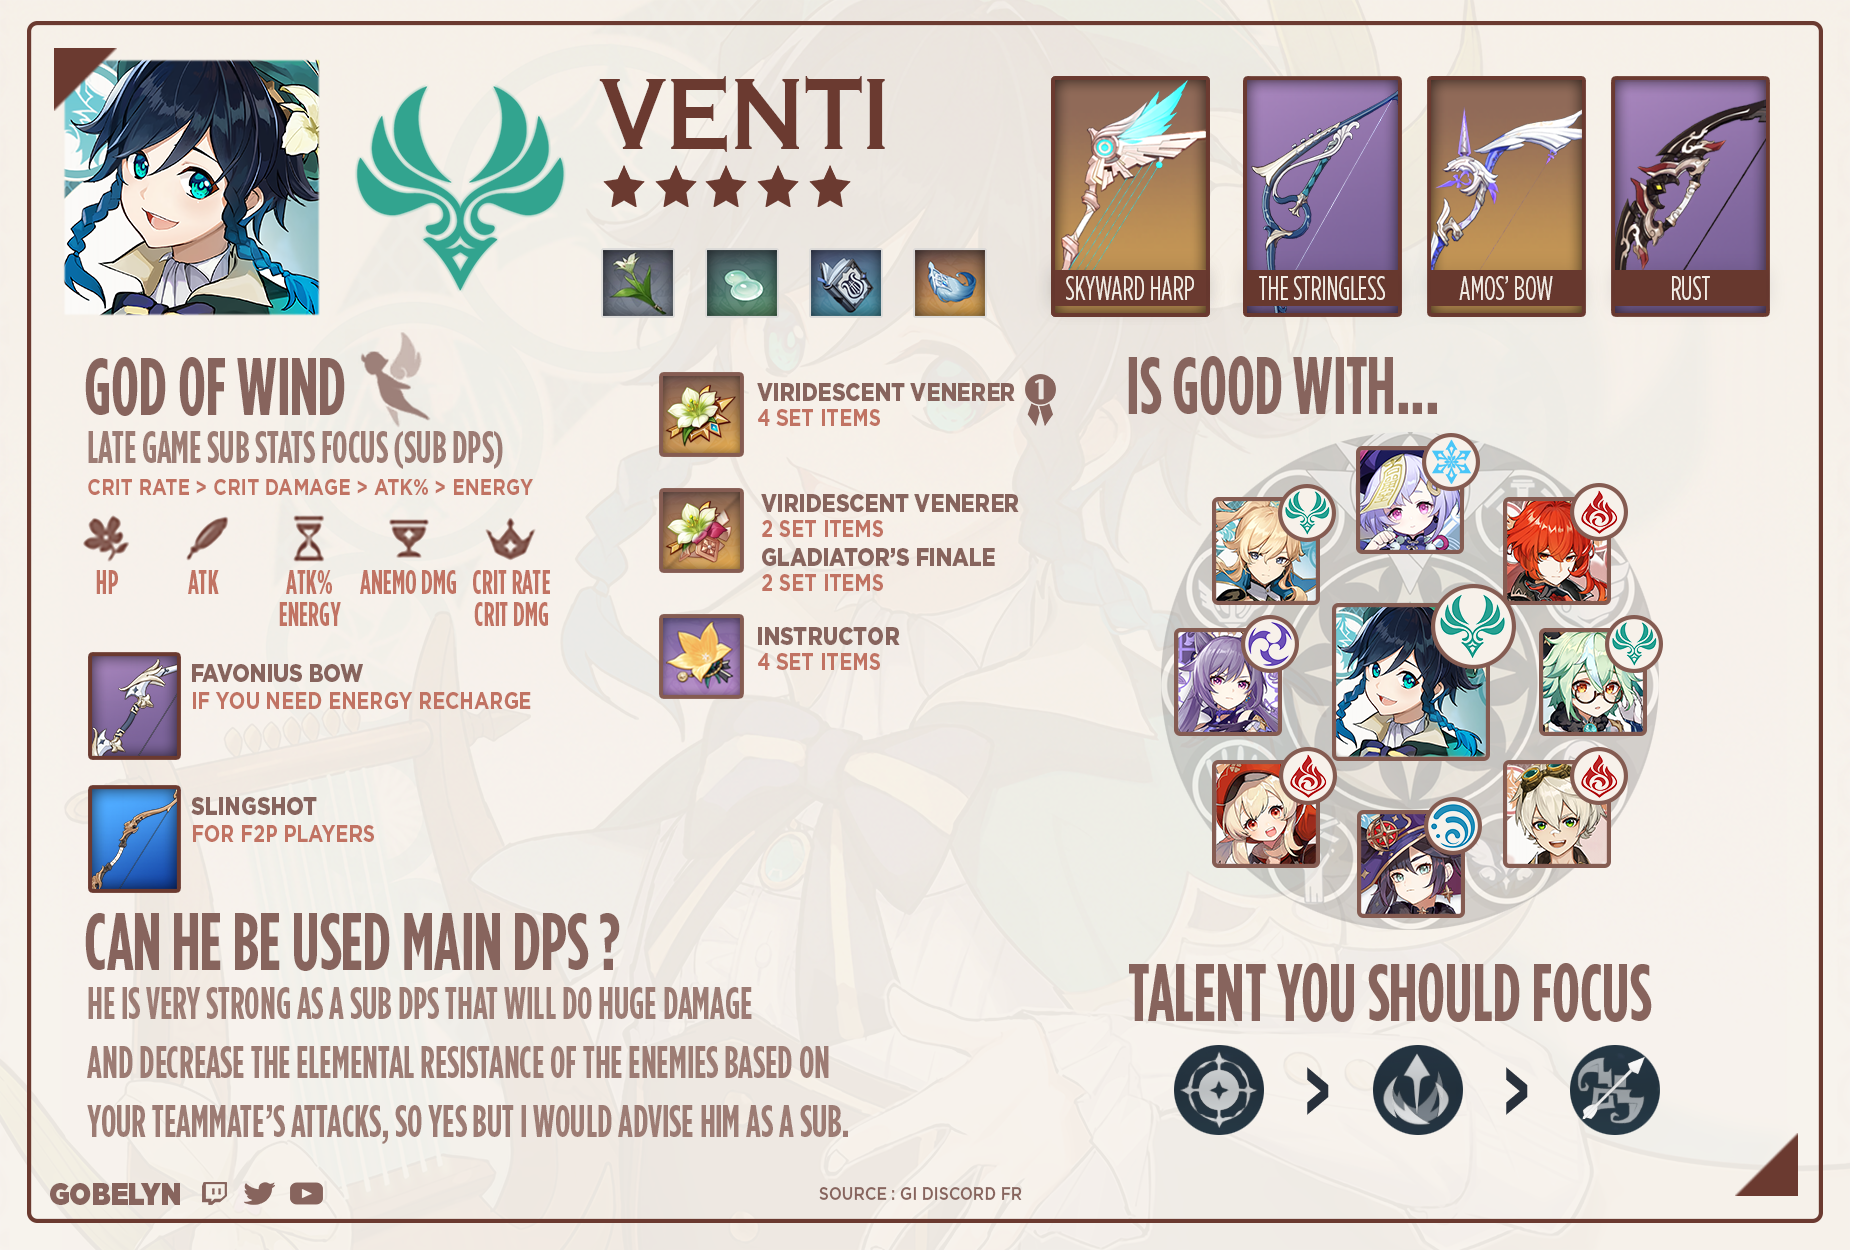 VENTI
SKYWARD HARP
THE STRINGLESS
AMOS' BOW
RUST
GOD OF WIND
LATE GAME SUB STATS FOCUS (SUB DPS)
CRIT RATE > CRIT DAMAGE > ATK% > ENERGY
HP
ATK
ATK%
ENERGY
ANEMO DMG
CRIT RATE
CRIT DMG
FAVONIUS BOW
IF YOU NEED ENERGY RECHARGE
SLINGSHOT
FOR F2P PLAYERS
VIRIDESCENT VENERER 1
4 SET ITEMS
VIRIDESCENT VENERER
2 SET ITEMS
GLADIATOR'S FINALE
2 SET ITEMS
INSTRUCTOR
4 SET ITEMS
IS GOOD WITH...
CAN HE BE USED MAIN DPS ?
HE IS VERY STRONG AS A SUB DPS THAT WILL DO HUGE DAMAGE
AND DECREASE THE ELEMENTAL RESISTANCE OF THE ENEMIES BASED ON
YOUR TEAMMATE'S ATTACKS, SO YES BUT I WOULD ADVISE HIM AS A SUB.
TALENT YOU SHOULD FOCUS
> >
GOBELYN
SOURCE : GI DISCORD FR